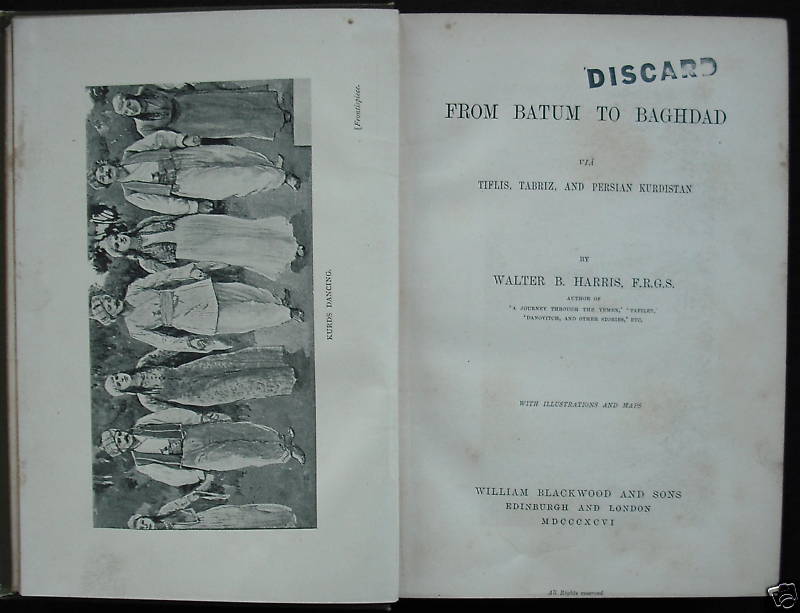 [Frontispiece.
KURDS DANCING.
DISCARD
FROM BATUM TO BAGHDAD
VIÂ
TIFLIS, TABRIZ, AND PERSIAN KURDISTAN
BY
WALTER B. HARRIS, F.R.G.S.
AUTHOR OF
'A JOURNEY THROUGH THE YEMEN,' 'TAFILET,'
'DANOVITCH, AND OTHER STORIES,' ETC.
WITH ILLUSTRATIONS AND MAPS
WILLIAM BLACKWOOD AND SONS
EDINBURGH AND LONDON
MDCCCXCVI
All Rights reserved